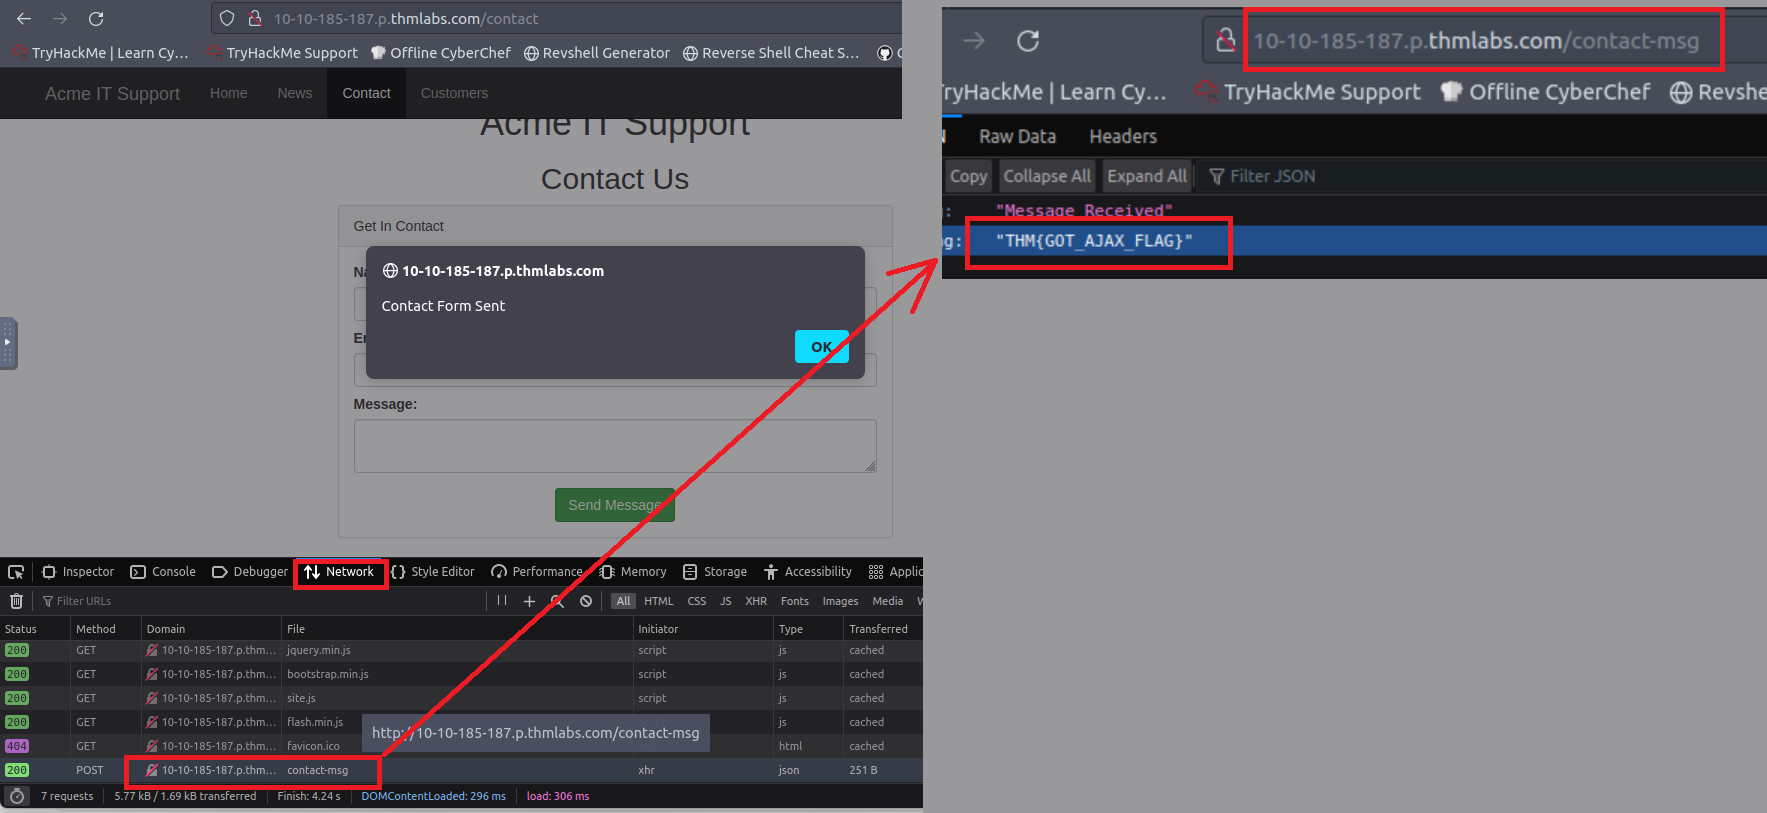 10-10-185-187.p.thmlabs.com/contact
TryHackMe | Learn Cy… TryHackMe Support Offline CyberChef Revshell Generator Reverse Shell Cheat S…
Acme IT Support Home News Contact Customers
Acme IT Support
Contact Us
Get In Contact
10-10-185-187.p.thmlabs.com
Contact Form Sent
OK
Message:
Send Message
Inspector Console Debugger Network Style Editor Performance Memory Storage Accessibility Applic
Filter URLs All HTML CSS JS XHR Fonts Images Media W
Status Method Domain File Initiator Type Transferred
200 GET 10-10-185-187.p.thm… jquery.min.js script js cached
200 GET 10-10-185-187.p.thm… bootstrap.min.js script js cached
200 GET 10-10-185-187.p.thm… site.js script js cached
200 GET 10-10-185-187.p.thm… flash.min.js js cached
http://10-10-185-187.p.thmlabs.com/contact-msg
404 GET 10-10-185-187.p.thm… favicon.ico html cached
200 POST 10-10-185-187.p.thm… contact-msg xhr json 251 B
7 requests 5.77 kB / 1.69 kB transferred Finish: 4.24 s DOMContentLoaded: 296 ms load: 306 ms
10-10-185-187.p.thmlabs.com/contact-msg
TryHackMe | Learn Cy… TryHackMe Support Offline CyberChef Revshe
Raw Data Headers
Copy Collapse All Expand All Filter JSON
"Message Received"
ag: "THM{GOT_AJAX_FLAG}"